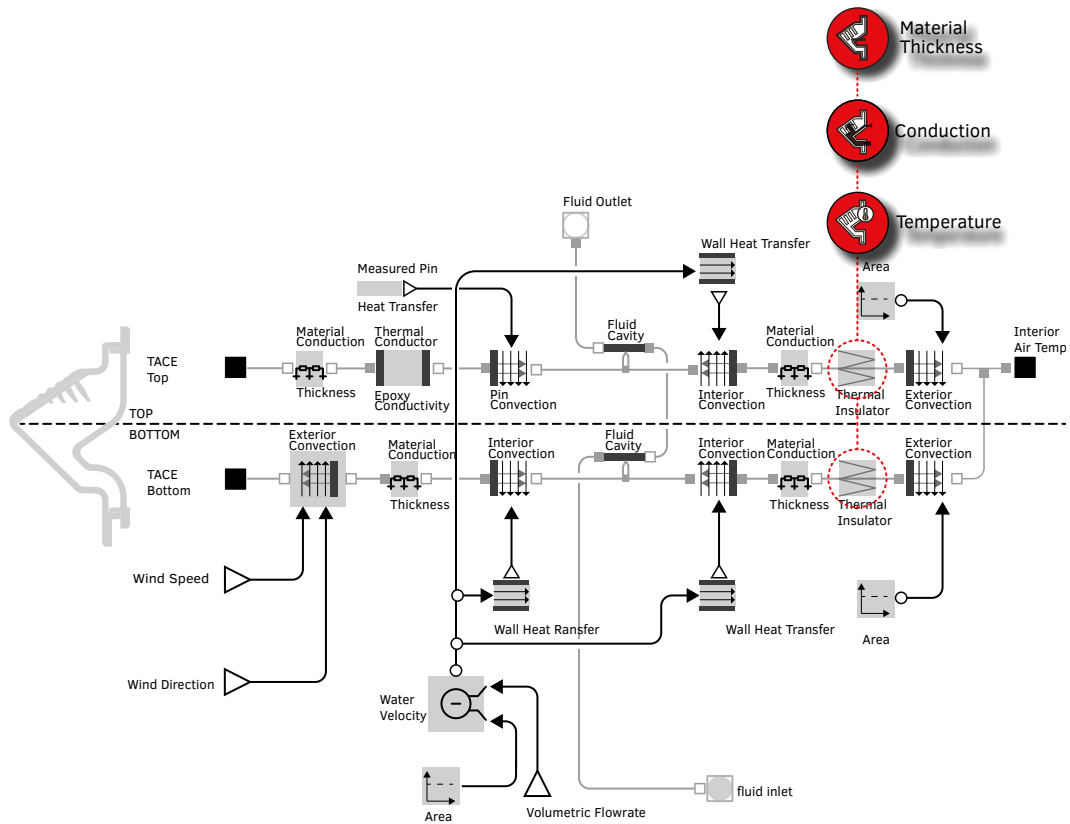 Material
Thickness
Conduction
Temperature
Fluid Outlet
Wall Heat Transfer
Measured Pin
Heat Transfer
Area
Material
Conduction
Thermal
Conductor
Fluid
Cavity
Material
Conduction
Interior
Air Temp
TACE
Top
Thickness
Epoxy
Conductivity
Pin
Convection
Interior
Convection
Thickness
Thermal
Insulator
Exterior
Convection
TOP
BOTTOM
Exterior
Convection
Material
Conduction
Interior
Convection
Fluid
Cavity
Interior
Convection
Material
Conduction
Exterior
Convection
TACE
Bottom
Thickness
Thickness
Thermal
Insulator
Wind Speed
Wall Heat Ransfer
Wall Heat Transfer
Area
Wind Direction
Water
Velocity
fluid inlet
Area
Volumetric Flowrate